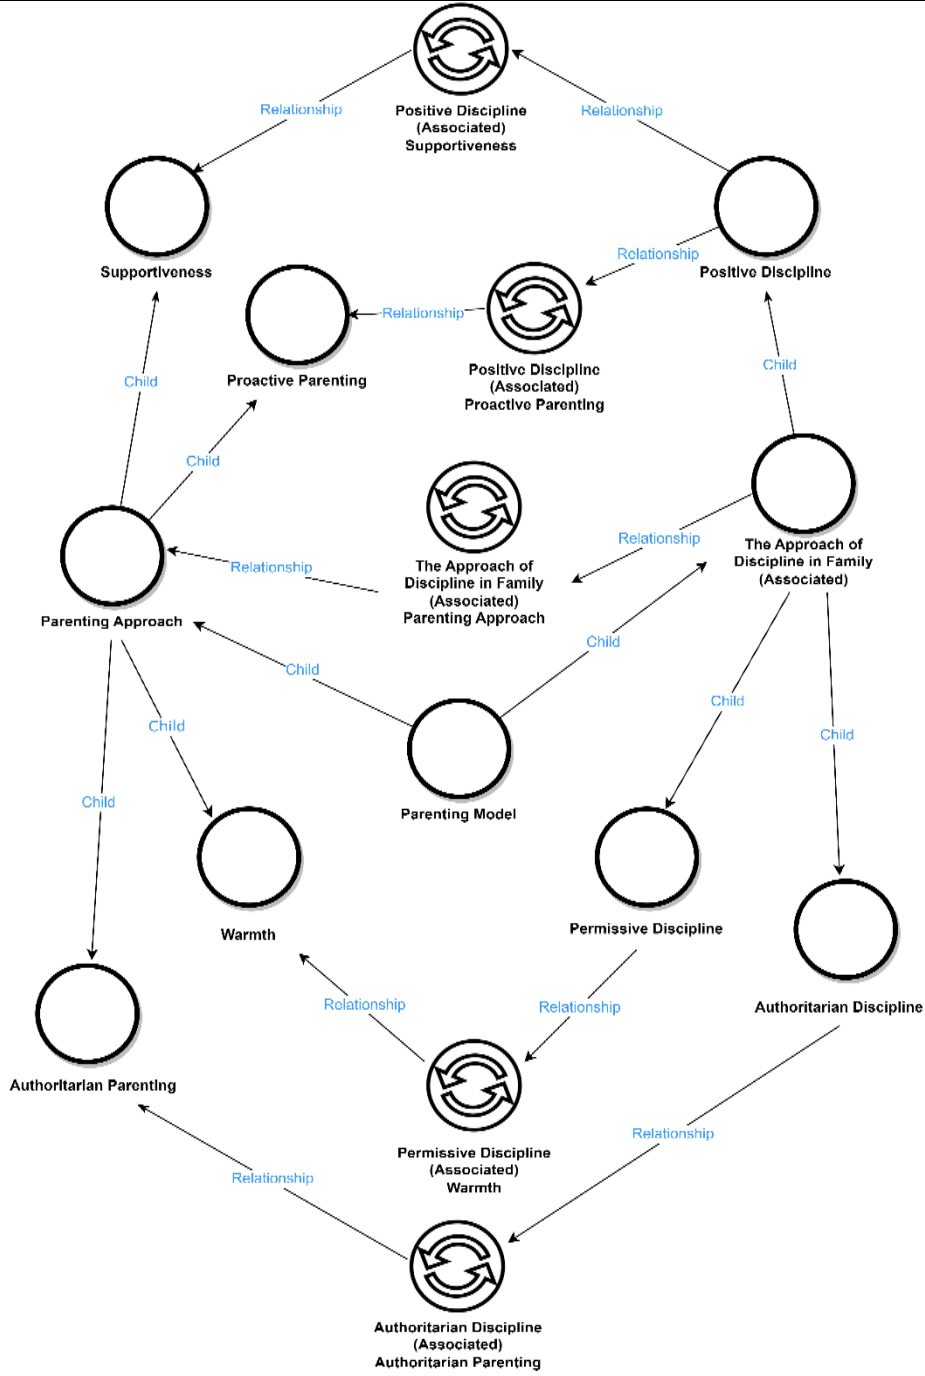 Relationship
Relationship
Positive Discipline
(Associated)
Supportiveness
Supportiveness
Relationship
Positive Discipline
Relationship
Proactive Parenting
Child
Positive Discipline
(Associated)
Proactive Parenting
Child
Child
Relationship
The Approach of
Discipline in Family
(Associated)
Relationship
The Approach of
Discipline in Family
(Associated)
Parenting Approach
Parenting Approach
Child
Child
Child
Child
Child
Child
Parenting Model
Warmth
Permissive Discipline
Relationship
Relationship
Authoritarian Discipline
Authoritarian Parenting
Relationship
Permissive Discipline
(Associated)
Warmth
Relationship
Authoritarian Discipline
(Associated)
Authoritarian Parenting